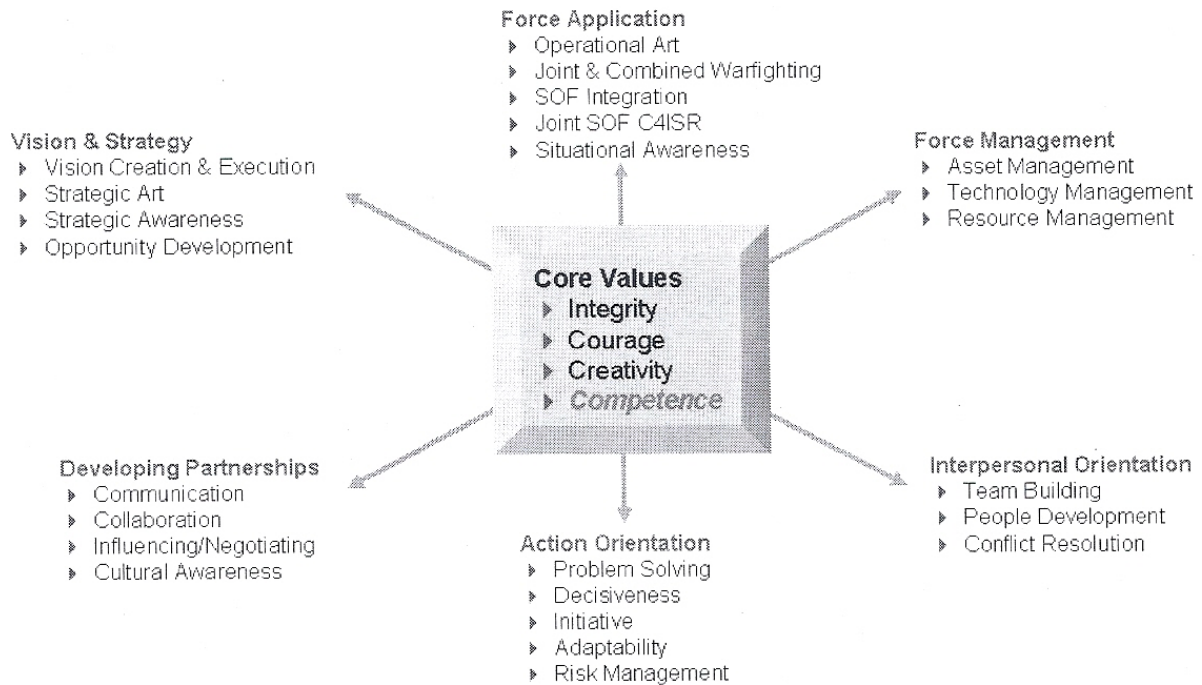 Force Application
Operational Art
Joint & Combined Warfighting
SOF Integration
Joint SOF C4ISR
Situational Awareness
Vision & Strategy
Vision Creation & Execution
Strategic Art
Strategic Awareness
Opportunity Development
Force Management
Asset Management
Technology Management
Resource Management
Core Values
Integrity
Courage
Creativity
Competence
Developing Partnerships
Communication
Collaboration
Influencing/Negotiating
Cultural Awareness
Action Orientation
Problem Solving
Decisiveness
Initiative
Adaptability
Risk Management
Interpersonal Orientation
Team Building
People Development
Conflict Resolution